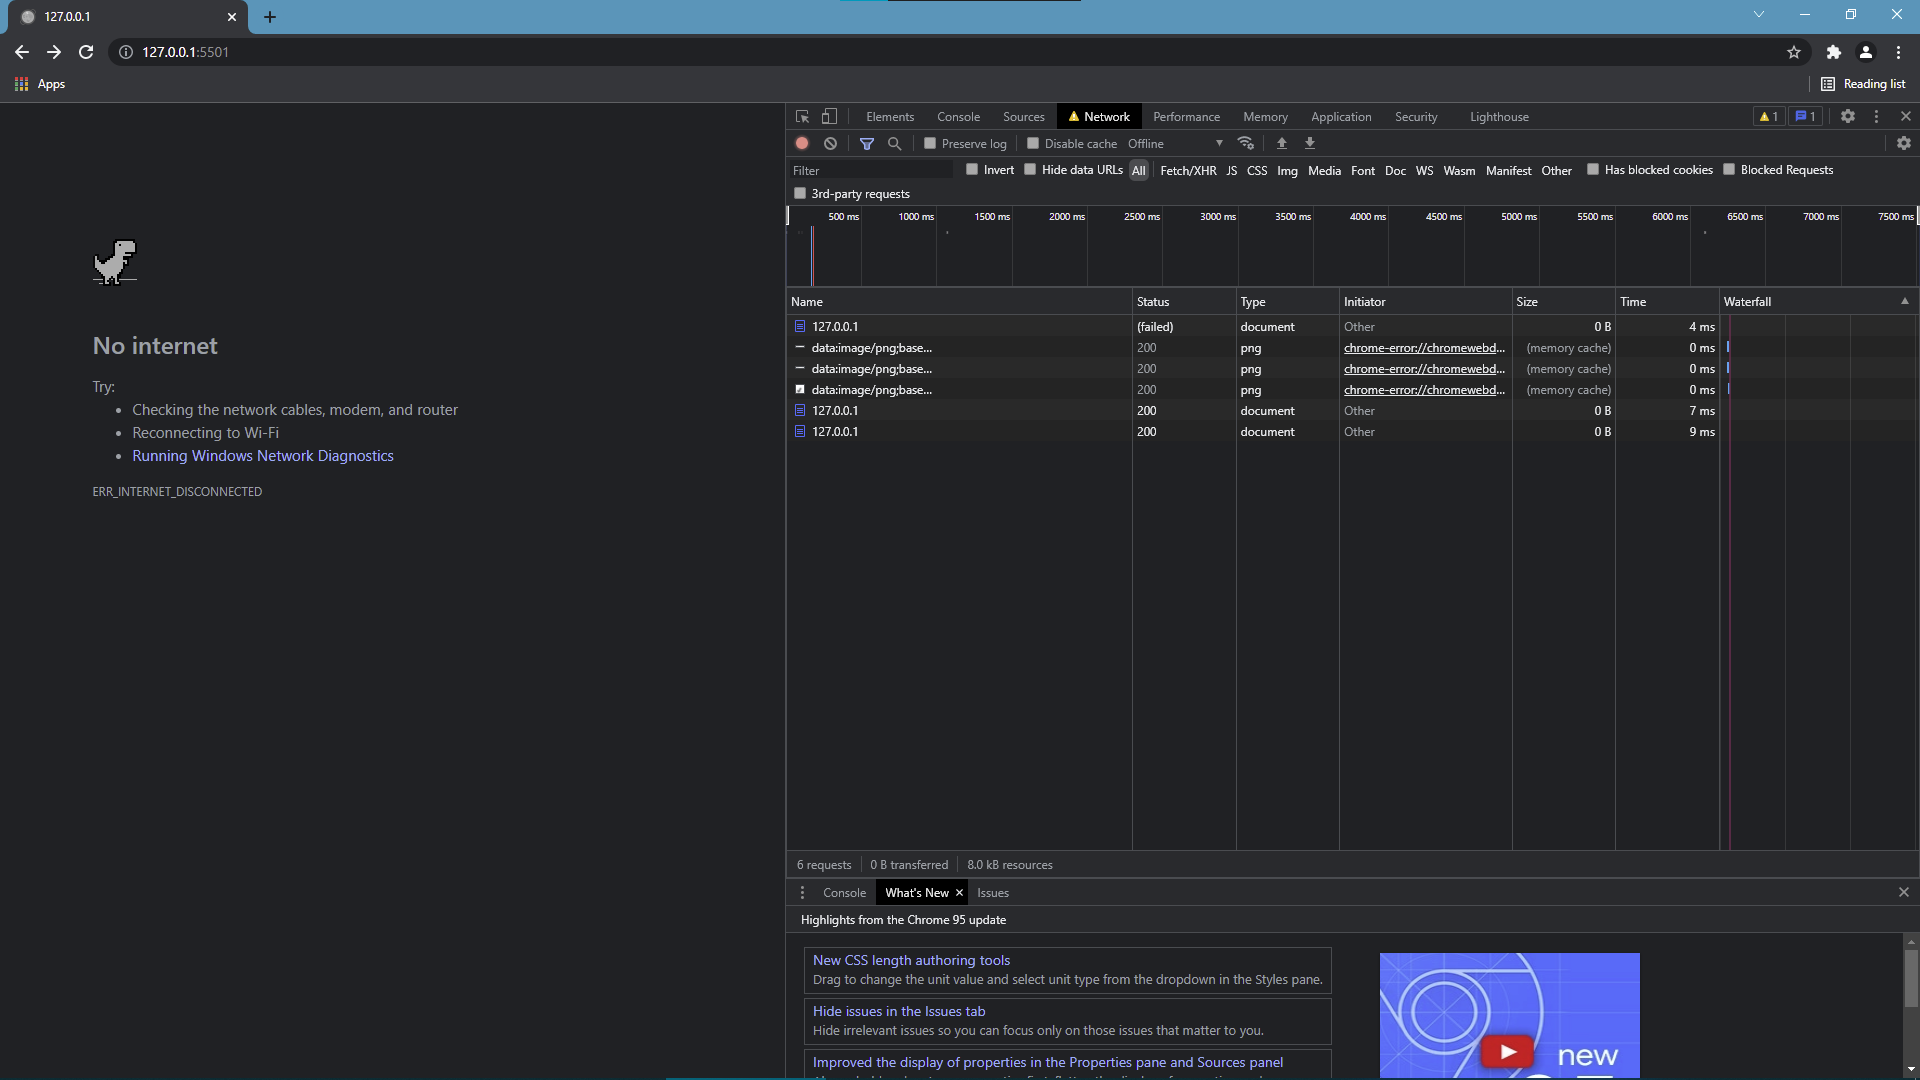 127.0.0.1
127.0.0.1:5501
Apps
Reading list
No internet
Try:
• Checking the network cables, modem, and router
• Reconnecting to Wi-Fi
• Running Windows Network Diagnostics
ERR_INTERNET_DISCONNECTED
Elements Console Sources Network Performance Memory Application Security Lighthouse 1 1
Preserve log Disable cache Offline
Filter Invert Hide data URLs All Fetch/XHR JS CSS Img Media Font Doc WS Wasm Manifest Other Has blocked cookies Blocked Requests
3rd-party requests
500 ms 1000 ms 1500 ms 2000 ms 2500 ms 3000 ms 3500 ms 4000 ms 4500 ms 5000 ms 5500 ms 6000 ms 6500 ms 7000 ms 7500 ms
Name Status Type Initiator Size Time Waterfall
127.0.0.1 (failed) document Other 0 B 4 ms
data:image/png;base... 200 png chrome-error://chromewebd... (memory cache) 0 ms
data:image/png;base... 200 png chrome-error://chromewebd... (memory cache) 0 ms
data:image/png;base... 200 png chrome-error://chromewebd... (memory cache) 0 ms
127.0.0.1 200 document Other 0 B 7 ms
127.0.0.1 200 document Other 0 B 9 ms
6 requests 0 B transferred 8.0 kB resources
Console What's New Issues
Highlights from the Chrome 95 update
New CSS length authoring tools
Drag to change the unit value and select unit type from the dropdown in the Styles pane.
Hide issues in the Issues tab
Hide irrelevant issues so you can focus only on those issues that matter to you.
Improved the display of properties in the Properties pane and Sources panel
new